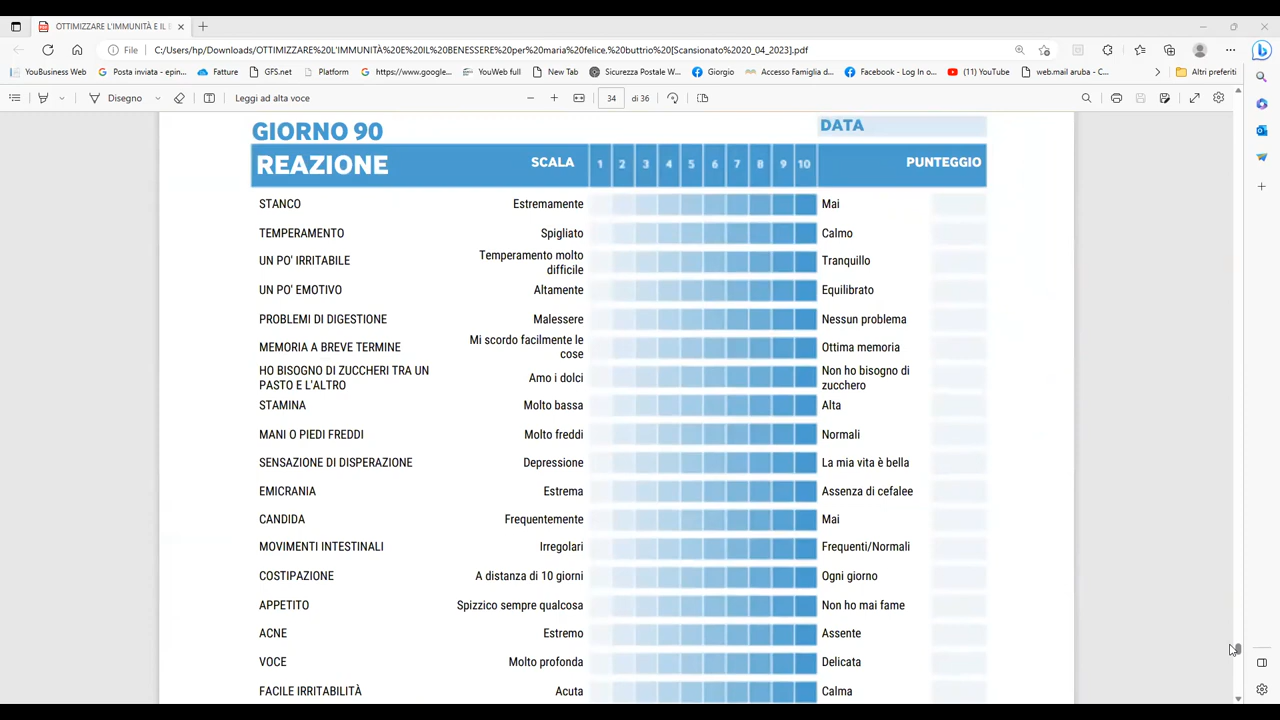 OTTIMIZZARE L'IMMUNITÀ E IL
File C:/Users/hp/Downloads/OTTIMIZZARE%20L'IMMUNITÀ%20E%20IL%20BENESSERE%20per%20maria%20felice,%20buttrio%20[Scansionato%2020_04_2023].pdf
YouBusiness Web Posta inviata - epin... Fatture GFS.net Platform https://www.google... YouWeb full New Tab Sicurezza Postale W... Giorgio Accesso Famiglia d... Facebook - Log In o... (11) YouTube web.mail aruba - C... Altri preferiti
Disegno Leggi ad alta voce 34 di 36
GIORNO 90 DATA
REAZIONE SCALA 1 2 3 4 5 6 7 8 9 10 PUNTEGGIO
STANCO Estremamente Mai
TEMPERAMENTO Spigliato Calmo
UN PO' IRRITABILE Temperamento molto difficile Tranquillo
UN PO' EMOTIVO Altamente Equilibrato
PROBLEMI DI DIGESTIONE Malessere Nessun problema
MEMORIA A BREVE TERMINE Mi scordo facilmente le cose Ottima memoria
HO BISOGNO DI ZUCCHERI TRA UN PASTO E L'ALTRO Amo i dolci Non ho bisogno di zucchero
STAMINA Molto bassa Alta
MANI O PIEDI FREDDI Molto freddi Normali
SENSAZIONE DI DISPERAZIONE Depressione La mia vita è bella
EMICRANIA Estrema Assenza di cefalee
CANDIDA Frequentemente Mai
MOVIMENTI INTESTINALI Irregolari Frequenti/Normali
COSTIPAZIONE A distanza di 10 giorni Ogni giorno
APPETITO Spizzico sempre qualcosa Non ho mai fame
ACNE Estremo Assente
VOCE Molto profonda Delicata
FACILE IRRITABILITÀ Acuta Calma